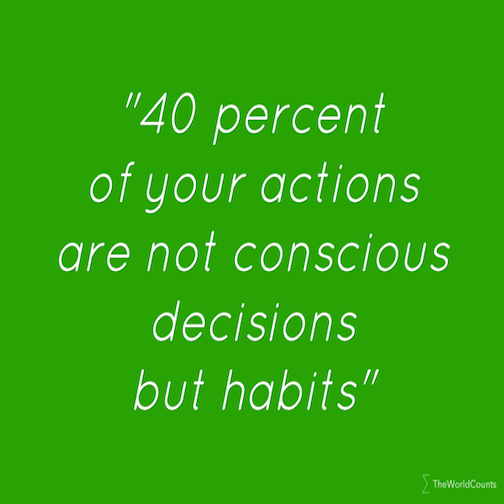 "40 percent
of your actions
are not conscious
decisions
but habits"
TheWorldCounts